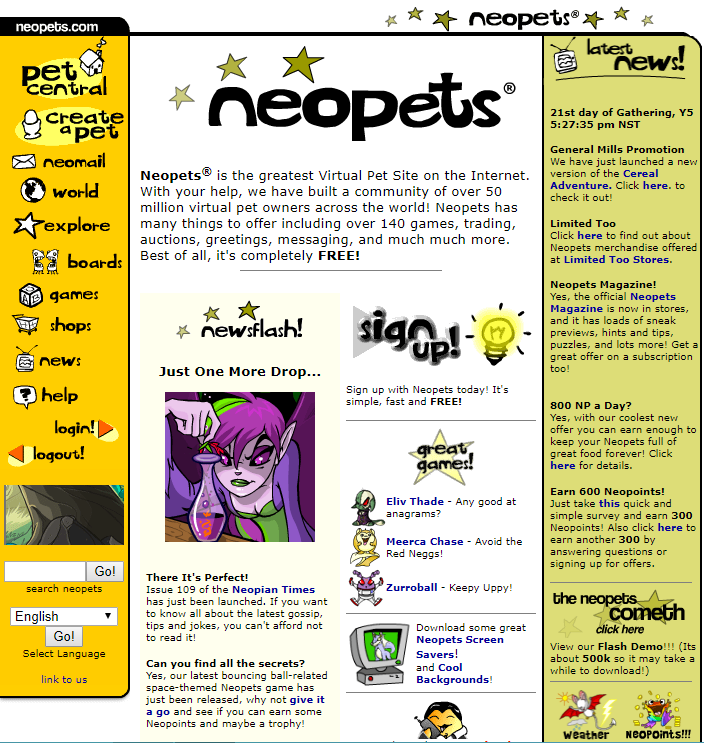 neopets.com
neopets®
pet
central
create
a pet
neomail
world
explore
boards
games
shops
news
help
login!
logout!
Go!
search neopets
English
Go!
Select Language
link to us
neopets®
Neopets® is the greatest Virtual Pet Site on the Internet.
With your help, we have built a community of over 50
million virtual pet owners across the world! Neopets has
many things to offer including over 140 games, trading,
auctions, greetings, messaging, and much much more.
Best of all, it's completely FREE!
newsflash!
Just One More Drop...
There It's Perfect!
Issue 109 of the Neopian Times
has just been launched. If you want
to know all about the latest gossip,
tips and jokes, you can't afford not
to read it!
Can you find all the secrets?
Yes, our latest bouncing ball-related
space-themed Neopets game has
just been released, why not give it
a go and see if you can earn some
Neopoints and maybe a trophy!
sign
up!
Sign up with Neopets today! It's
simple, fast and FREE!
great
games!
Eliv Thade - Any good at
anagrams?
Meerca Chase - Avoid the
Red Neggs!
Zurroball - Keepy Uppy!
Download some great
Neopets Screen
Savers!
and Cool
Backgrounds!
latest
news!
21st day of Gathering, Y5
5:27:35 pm NST
General Mills Promotion
We have just launched a new
version of the Cereal
Adventure. Click here. to
check it out!
Limited Too
Click here to find out about
Neopets merchandise offered
at Limited Too Stores.
Neopets Magazine!
Yes, the official Neopets
Magazine is now in stores,
and it has loads of sneak
previews, hints and tips,
puzzles, and lots more! Get a
great offer on a subscription
too!
800 NP a Day?
Yes, with our coolest new
offer you can earn enough to
keep your Neopets full of
great food forever! Click
here for details.
Earn 600 Neopoints!
Just take this quick and
simple survey and earn 300
Neopoints! Also click here to
earn another 300 by
answering questions or
signing up for offers.
the neopets
cometh
click here
View our Flash Demo!!! (Its
about 500k so it may take a
while to download!)
Weather
NEOPOINTS!!!